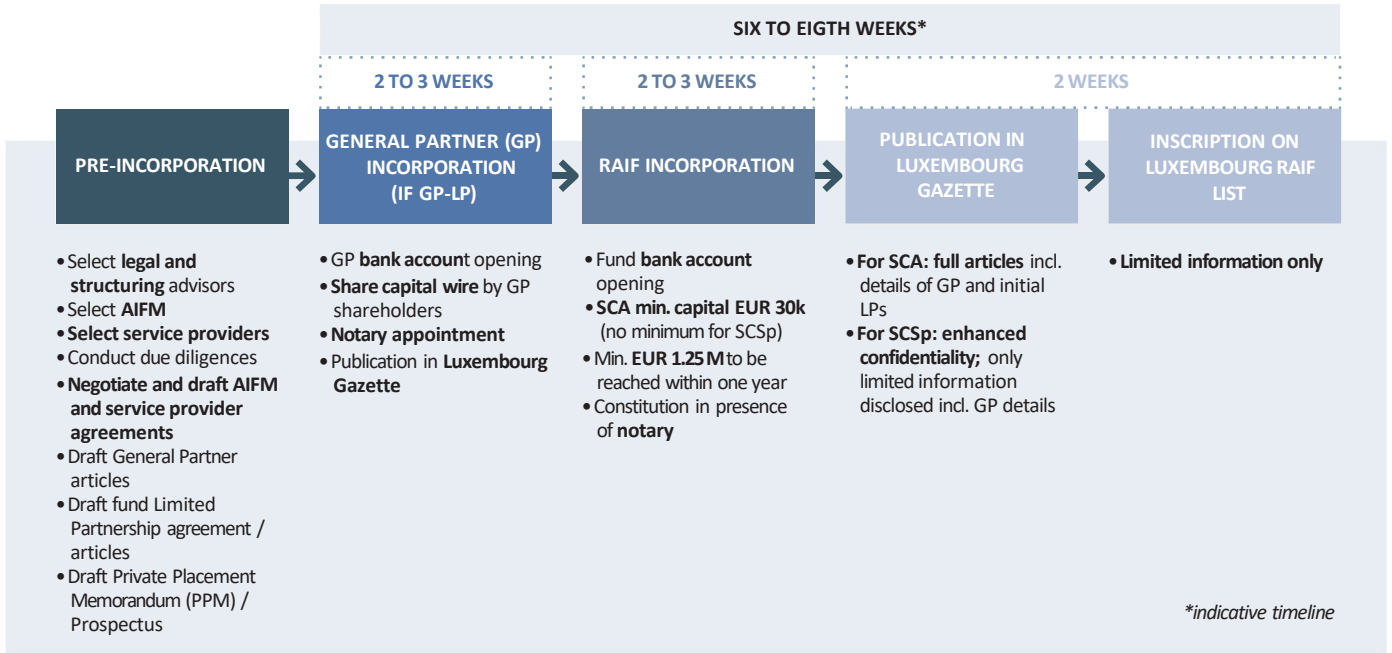 SIX TO EIGTH WEEKS*
2 TO 3 WEEKS
2 TO 3 WEEKS
2 WEEKS
PRE-INCORPORATION
GENERAL PARTNER (GP)
INCORPORATION
(IF GP-LP)
RAIF INCORPORATION
PUBLICATION IN
LUXEMBOURG
GAZETTE
INSCRIPTION ON
LUXEMBOURG RAIF
LIST
• Select legal and
structuring advisors
• Select AIFM
• Select service providers
• Conduct due diligences
• Negotiate and draft AIFM
and service provider
agreements
• Draft General Partner
articles
• Draft fund Limited
Partnership agreement /
articles
• Draft Private Placement
Memorandum (PPM) /
Prospectus
• GP bank account opening
• Share capital wire by GP
shareholders
• Notary appointment
• Publication in Luxembourg
Gazette
• Fund bank account
opening
• SCA min. capital EUR 30k
(no minimum for SCSp)
• Min. EUR 1.25 M to be
reached within one year
• Constitution in presence
of notary
• For SCA: full articles incl.
details of GP and initial
LPs
• For SCSp: enhanced
confidentiality; only
limited information
disclosed incl. GP details
• Limited information only
*indicative timeline